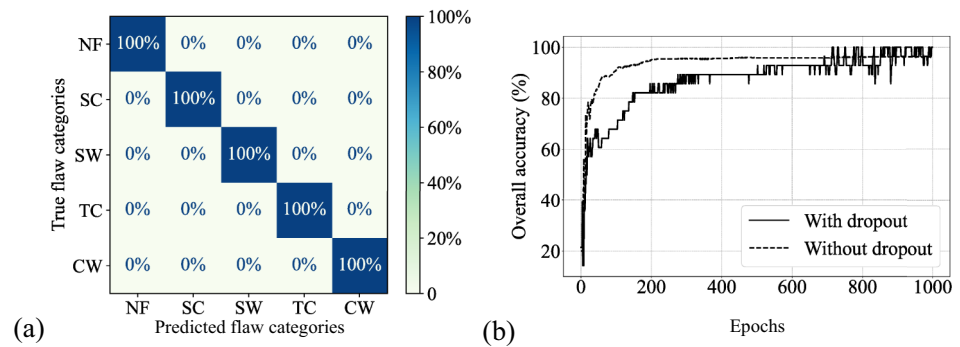 NF 100% 0% 0% 0% 0%
SC 0% 100% 0% 0% 0%
SW 0% 0% 100% 0% 0%
TC 0% 0% 0% 100% 0%
CW 0% 0% 0% 0% 100%
NF SC SW TC CW
True flaw categories
Predicted flaw categories
100%
80%
60%
40%
20%
0
(a)
100
80
60
40
20
0 200 400 600 800 1000
Overall accuracy (%)
With dropout
Without dropout
Epochs
(b)